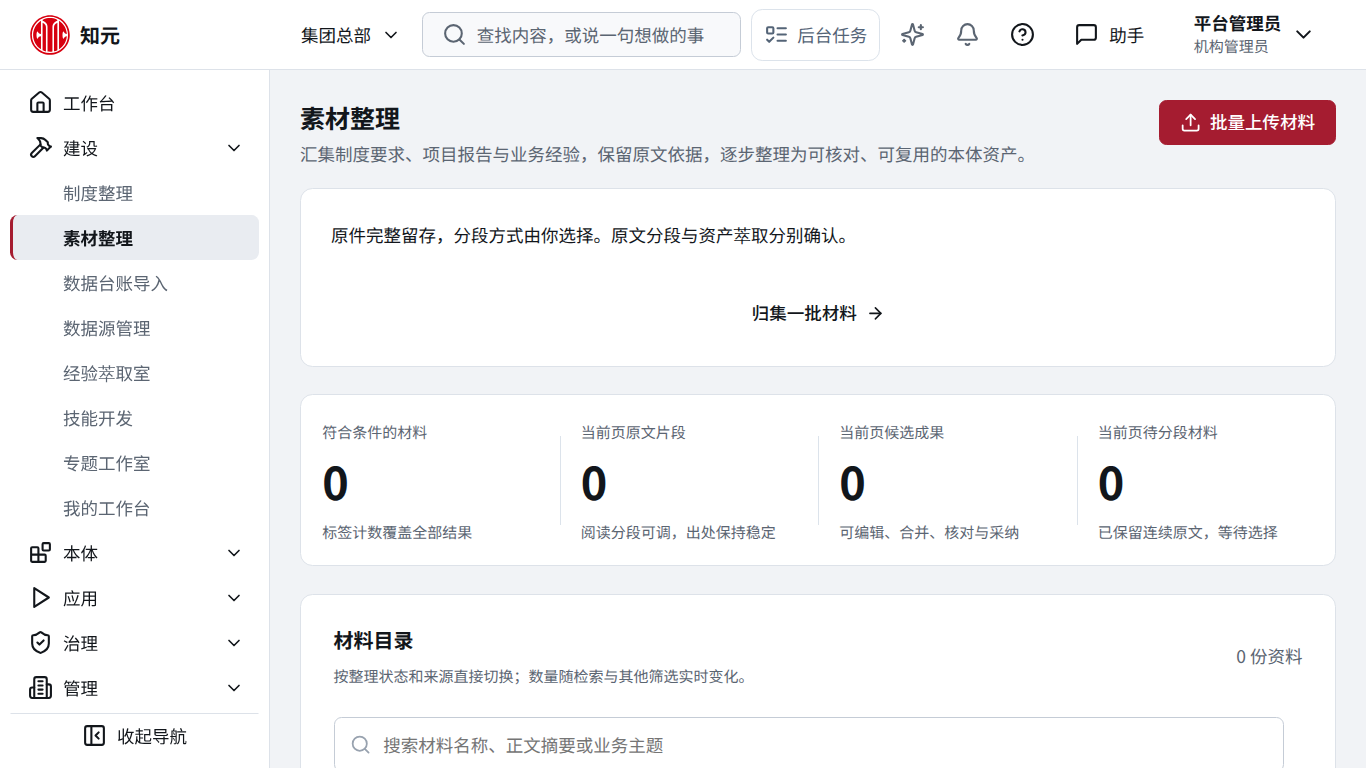 知元
集团总部
查找内容，或说一句想做的事
后台任务
助手
平台管理员
机构管理员
工作台
建设
制度整理
素材整理
数据台账导入
数据源管理
经验萃取室
技能开发
专题工作室
我的工作台
本体
应用
治理
管理
收起导航
素材整理
汇集制度要求、项目报告与业务经验，保留原文依据，逐步整理为可核对、可复用的本体资产。
批量上传材料
原件完整留存，分段方式由你选择。原文分段与资产萃取分别确认。
归集一批材料
符合条件的材料
0
标签计数覆盖全部结果
当前页原文片段
0
阅读分段可调，出处保持稳定
当前页候选成果
0
可编辑、合并、核对与采纳
当前页待分段材料
0
已保留连续原文，等待选择
材料目录
按整理状态和来源直接切换；数量随检索与其他筛选实时变化。
0 份资料
搜索材料名称、正文摘要或业务主题